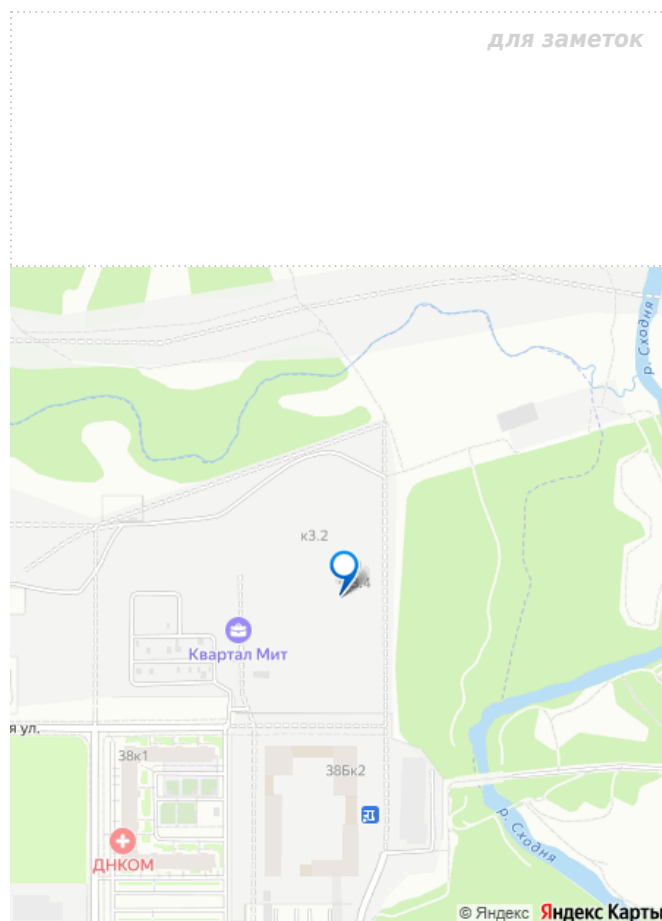 для заметок
р. Сходня
к3.2
Квартал Мит
я ул.
38к1
38Бк2
ДНКОМ
р. Сходня
© Яндекс Яндекс Карты